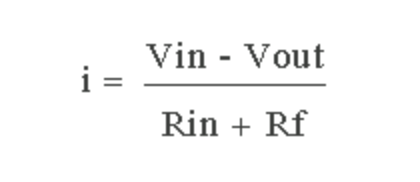 Vin - Vout
i =
Rin + Rf